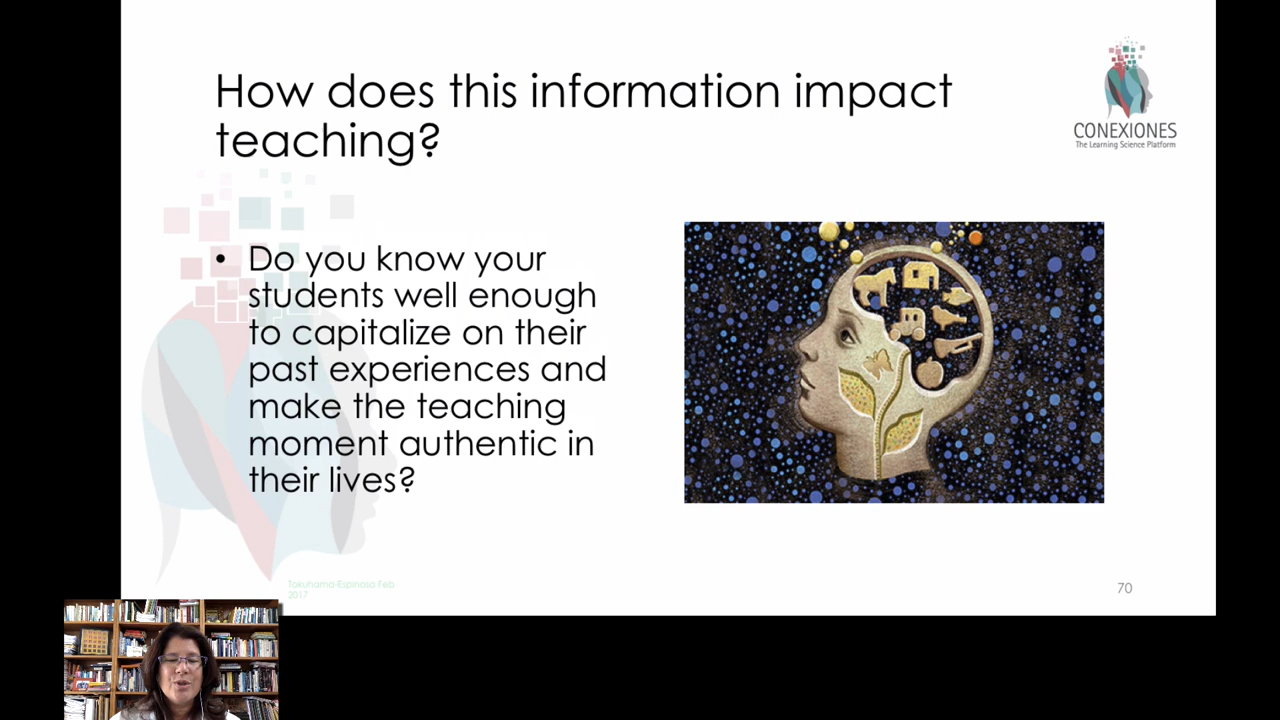 How does this information impact
teaching?
CONEXIONES
The Learning Science Platform
• Do you know your
students well enough
to capitalize on their
past experiences and
make the teaching
moment authentic in
their lives?
Tokuhama-Espinosa Feb
2017
70